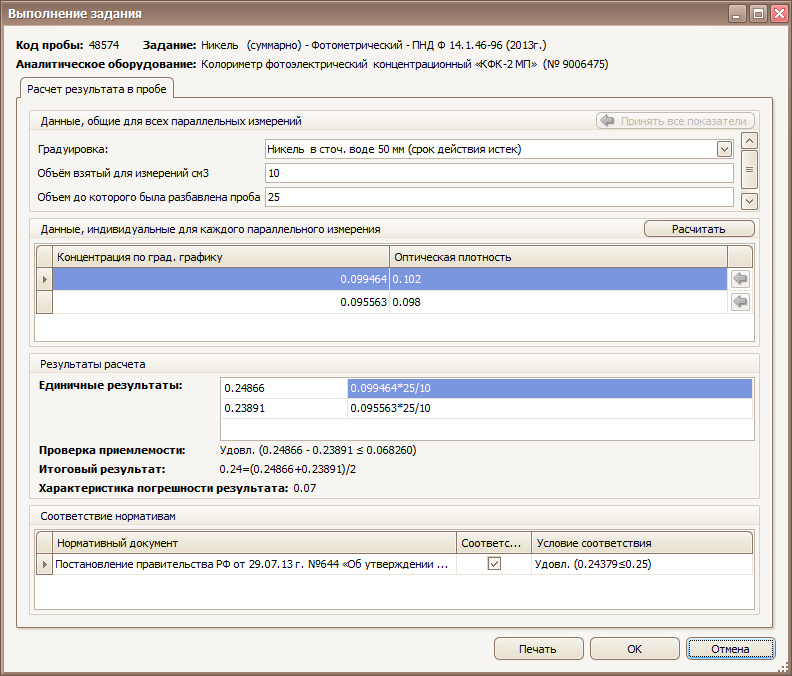 Выполнение задания
Код пробы: 48574 Задание: Никель (суммарно) - Фотометрический - ПНД Ф 14.1.46-96 (2013г.)
Аналитическое оборудование: Колориметр фотоэлектрический концентрационный «КФК-2 МП» (№ 9006475)
Расчет результата в пробе
Данные, общие для всех параллельных измерений Принять все показатели
Градуировка: Никель в сточ. воде 50 мм (срок действия истек)
Объём взятый для измерений см3 10
Объем до которого была разбавлена проба 25
Данные, индивидуальные для каждого параллельного измерения Расчитать
Концентрация по град. графику Оптическая плотность
0.099464 0.102
0.095563 0.098
Результаты расчета
Единичные результаты: 0.24866 0.099464*25/10
0.23891 0.095563*25/10
Проверка приемлемости: Удовл. (0.24866 - 0.23891 ≤ 0.068260)
Итоговый результат: 0.24=(0.24866+0.23891)/2
Характеристика погрешности результата: 0.07
Соответствие нормативам
Нормативный документ Соответс... Условие соответствия
Постановление правительства РФ от 29.07.13 г. №644 «Об утверждении ... Удовл. (0.24379≤0.25)
Печать ОК Отмена